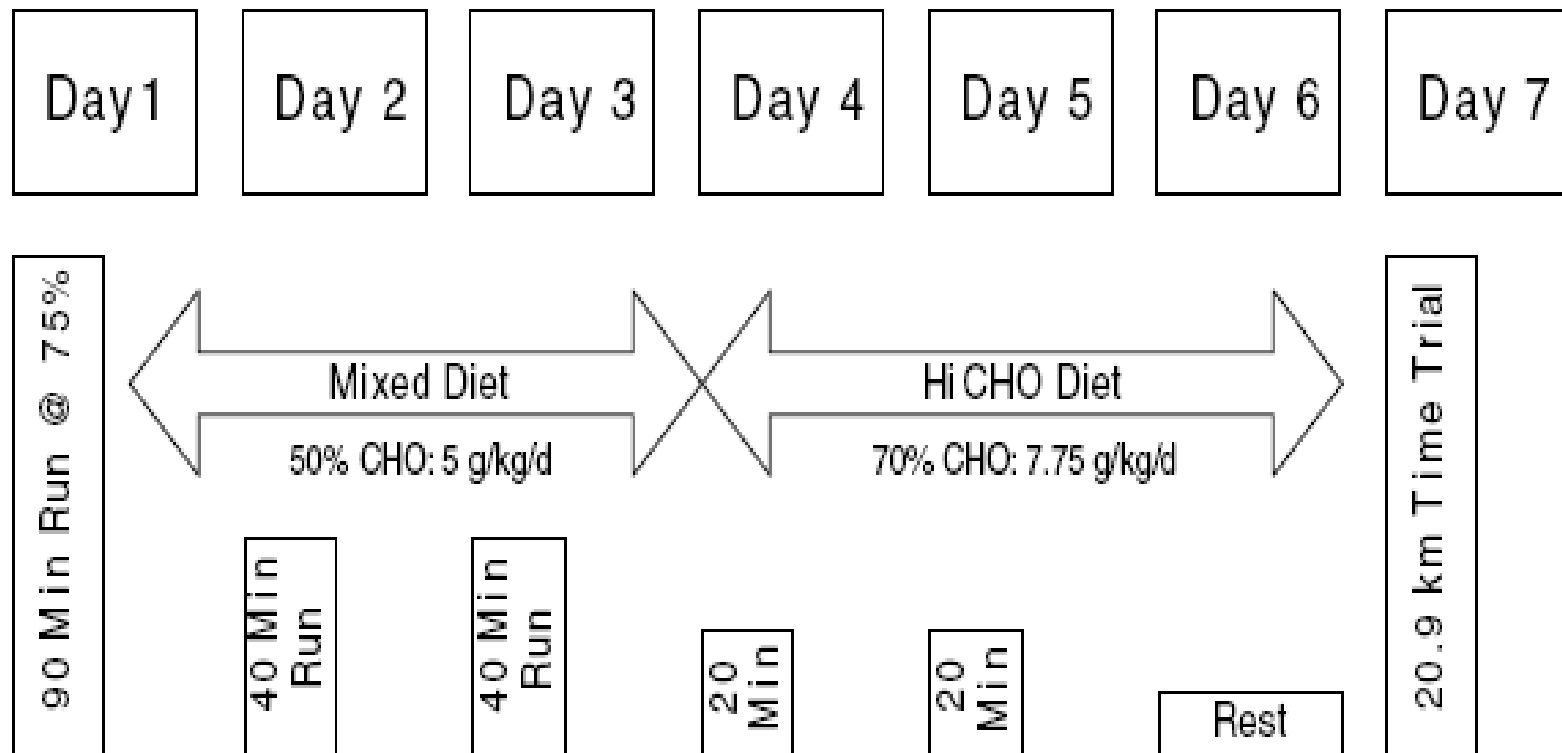 Day1
Day 2
Day 3
Day 4
Day 5
Day 6
Day 7
90 Min Run @ 75%
Mixed Diet
50% CHO: 5 g/kg/d
Hi CHO Diet
70% CHO: 7.75 g/kg/d
40 Min
Run
40 Min
Run
20
Min
20
Min
Rest
20.9 km Time Trial